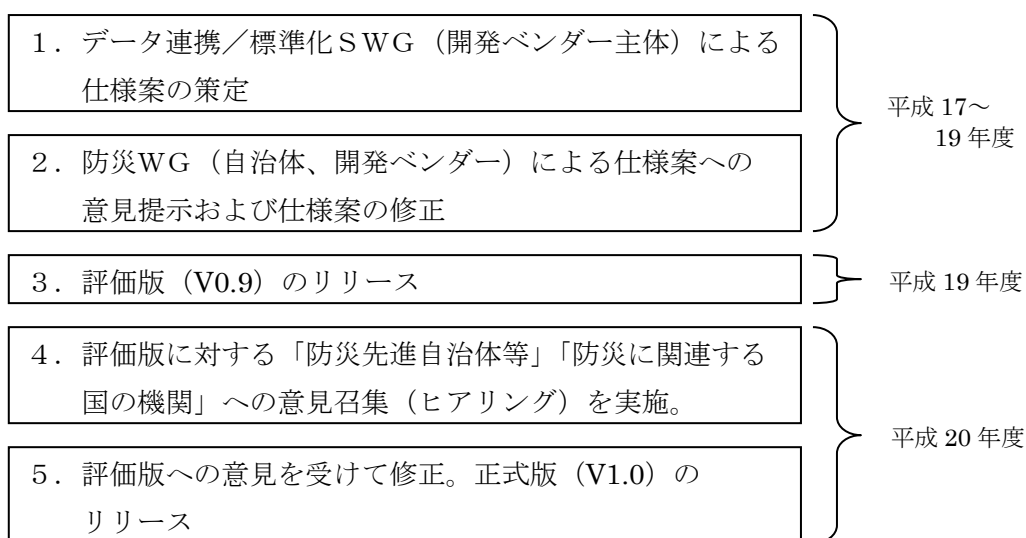 １．データ連携／標準化ＳＷＧ（開発ベンダー主体）による
仕様案の策定
２．防災WG（自治体、開発ベンダー）による仕様案への
意見提示および仕様案の修正
平成 17～
19 年度
３．評価版（V0.9）のリリース
平成 19 年度
４．評価版に対する「防災先進自治体等」「防災に関連する
国の機関」への意見召集（ヒアリング）を実施。
５．評価版への意見を受けて修正。正式版（V1.0）の
リリース
平成 20 年度